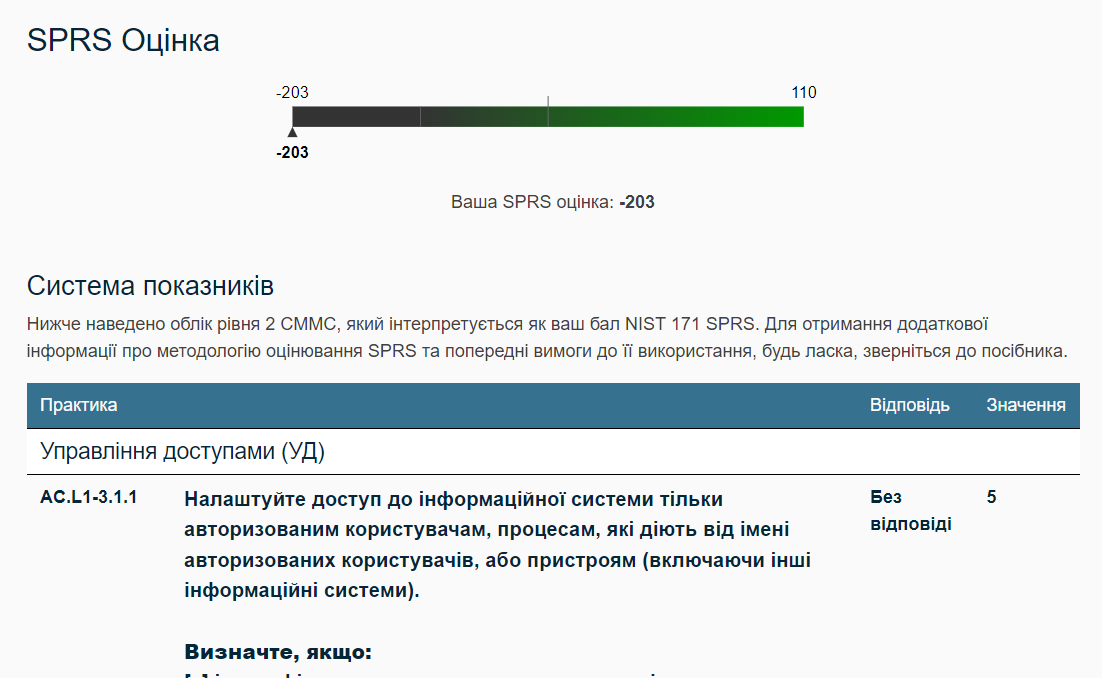 SPRS Оцінка
-203 110
-203
Ваша SPRS оцінка: -203
Система показників
Нижче наведено облік рівня 2 CMMC, який інтерпретується як ваш бал NIST 171 SPRS. Для отримання додаткової
інформації про методологію оцінювання SPRS та попередні вимоги до її використання, будь ласка, зверніться до посібника.
Практика Відповідь Значення
Управління доступами (УД)
AC.L1-3.1.1 Налаштуйте доступ до інформаційної системи тільки Без 5
авторизованим користувачам, процесам, які діють від імені відповіді
авторизованих користувачів, або пристроям (включаючи інші
інформаційні системи).
Визначте, якщо: